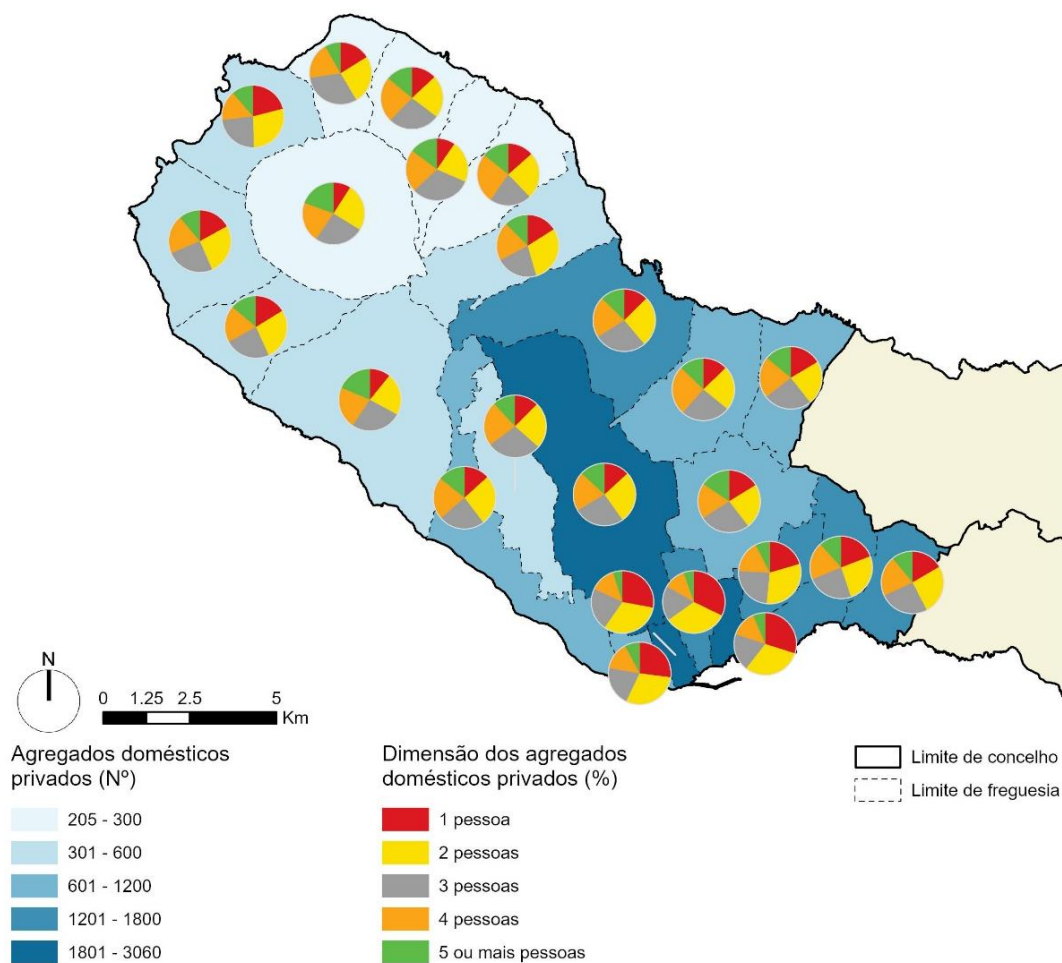 N
0 1.25 2.5 5
Km
Agregados domésticos
privados (Nº)
205 - 300
301 - 600
601 - 1200
1201 - 1800
1801 - 3060
Dimensão dos agregados
domésticos privados (%)
1 pessoa
2 pessoas
3 pessoas
4 pessoas
5 ou mais pessoas
Limite de concelho
Limite de freguesia